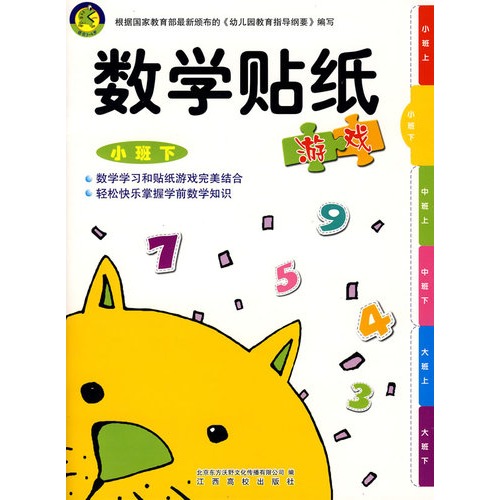 根据国家教育部最新颁布的《幼儿园教育指导纲要》编写
数学贴纸
游戏
小班下
数学学习和贴纸游戏完美结合
轻松快乐掌握学前数学知识
7
9
5
4
3
小班上
小班下
中班上
中班下
大班上
大班下
北京东方沃野文化传播有限公司 编
江西高校出版社